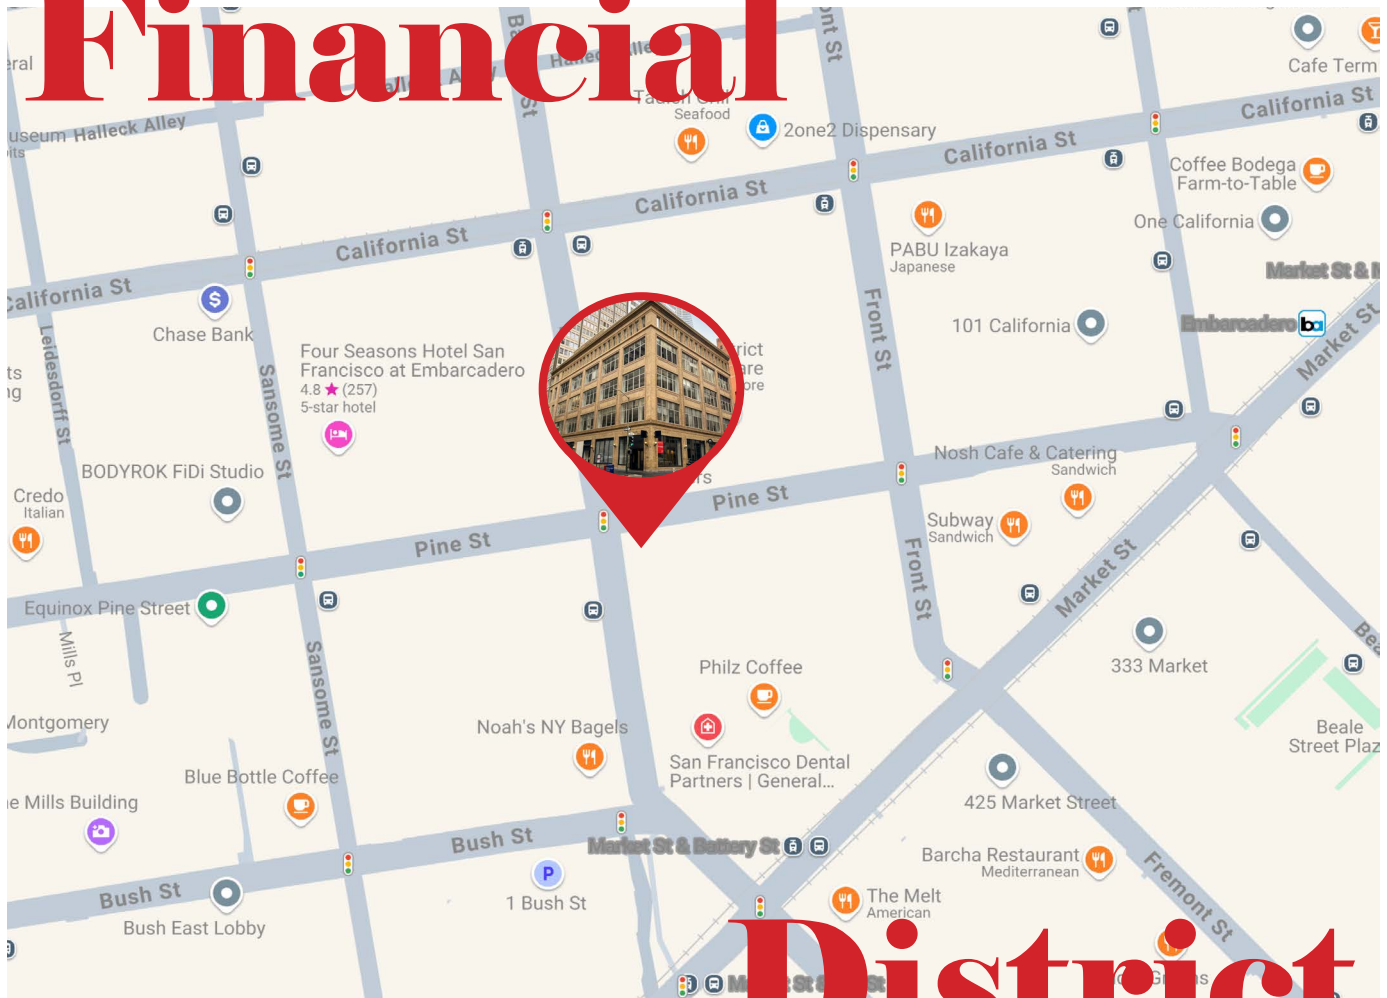 Financial
Cafe Term
California St
2one2 Dispensary
Seafood
Halleck Alley
California St
Coffee Bodega
Farm-to-Table
California St
One California
PABU Izakaya
Japanese
California St
Market St &
California St
Chase Bank
101 California
Embarcadero
Market St
Front St
Leidesdorff St
Four Seasons Hotel San
Francisco at Embarcadero
4.8 ★ (257)
5-star hotel
Sansome St
BODYROK FiDi Studio
Nosh Cafe & Catering
Sandwich
Credo
Italian
Pine St
Subway
Sandwich
Pine St
Front St
Market St
Equinox Pine Street
Mills Pl
Philz Coffee
333 Market
Sansome St
Noah's NY Bagels
Beale
San Francisco Dental
Partners | General...
Blue Bottle Coffee
Mills Building
425 Market Street
Bush St
Market St & Battery St
P
Barcha Restaurant
Mediterranean
Fremont St
Bush St
1 Bush St
The Melt
American
Bush East Lobby
District